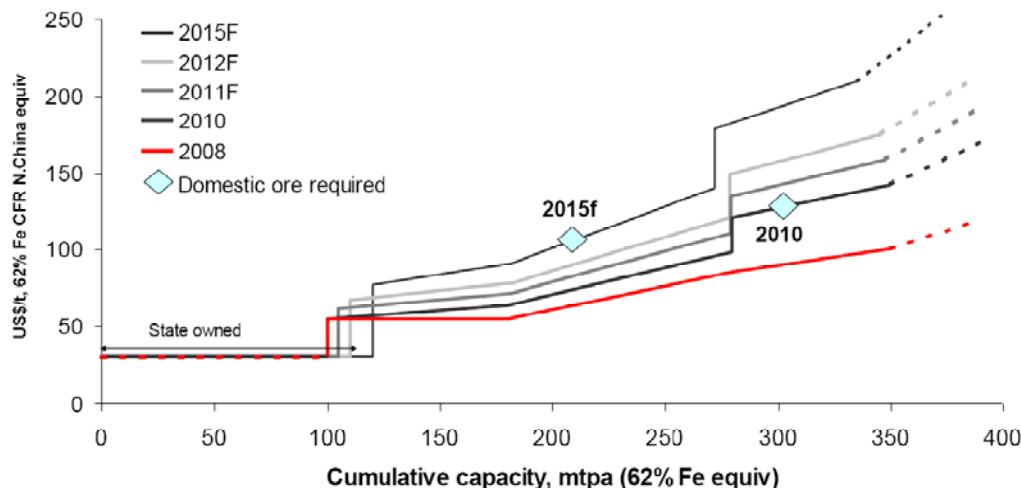 US$/t, 62% Fe CFR N.China equiv
250
200
150
100
50
0
2015F
2012F
2011F
2010
2008
Domestic ore required
2015f
2010
State owned
0 50 100 150 200 250 300 350 400
Cumulative capacity, mtpa (62% Fe equiv)